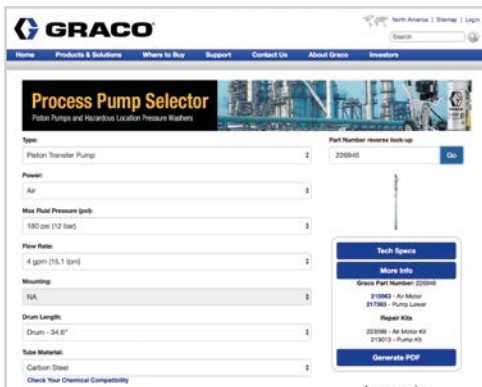 GRACO
North America | Sitemap | Login
Search
Home Products & Solutions Where to Buy Support Contact Us About Graco Investors
Process Pump Selector
Piston Pumps and Hazardous Location Pressure Washers
Type:
Piston Transfer Pump
Power:
Air
Max Fluid Pressure (psi):
180 psi (12 bar)
Flow Rate:
4 gpm (15.1 lpm)
Mounting:
NA
Drum Length:
Drum - 34.6"
Tube Material:
Carbon Steel
Check Your Chemical Compatibility
Part Number reverse look-up
226946 Go
Tech Specs
More Info
Graco Part Number: 226946
215963 - Air Motor
217383 - Pump Lower
Repair Kits
223099 - Air Motor Kit
213013 - Pump Kit
Generate PDF